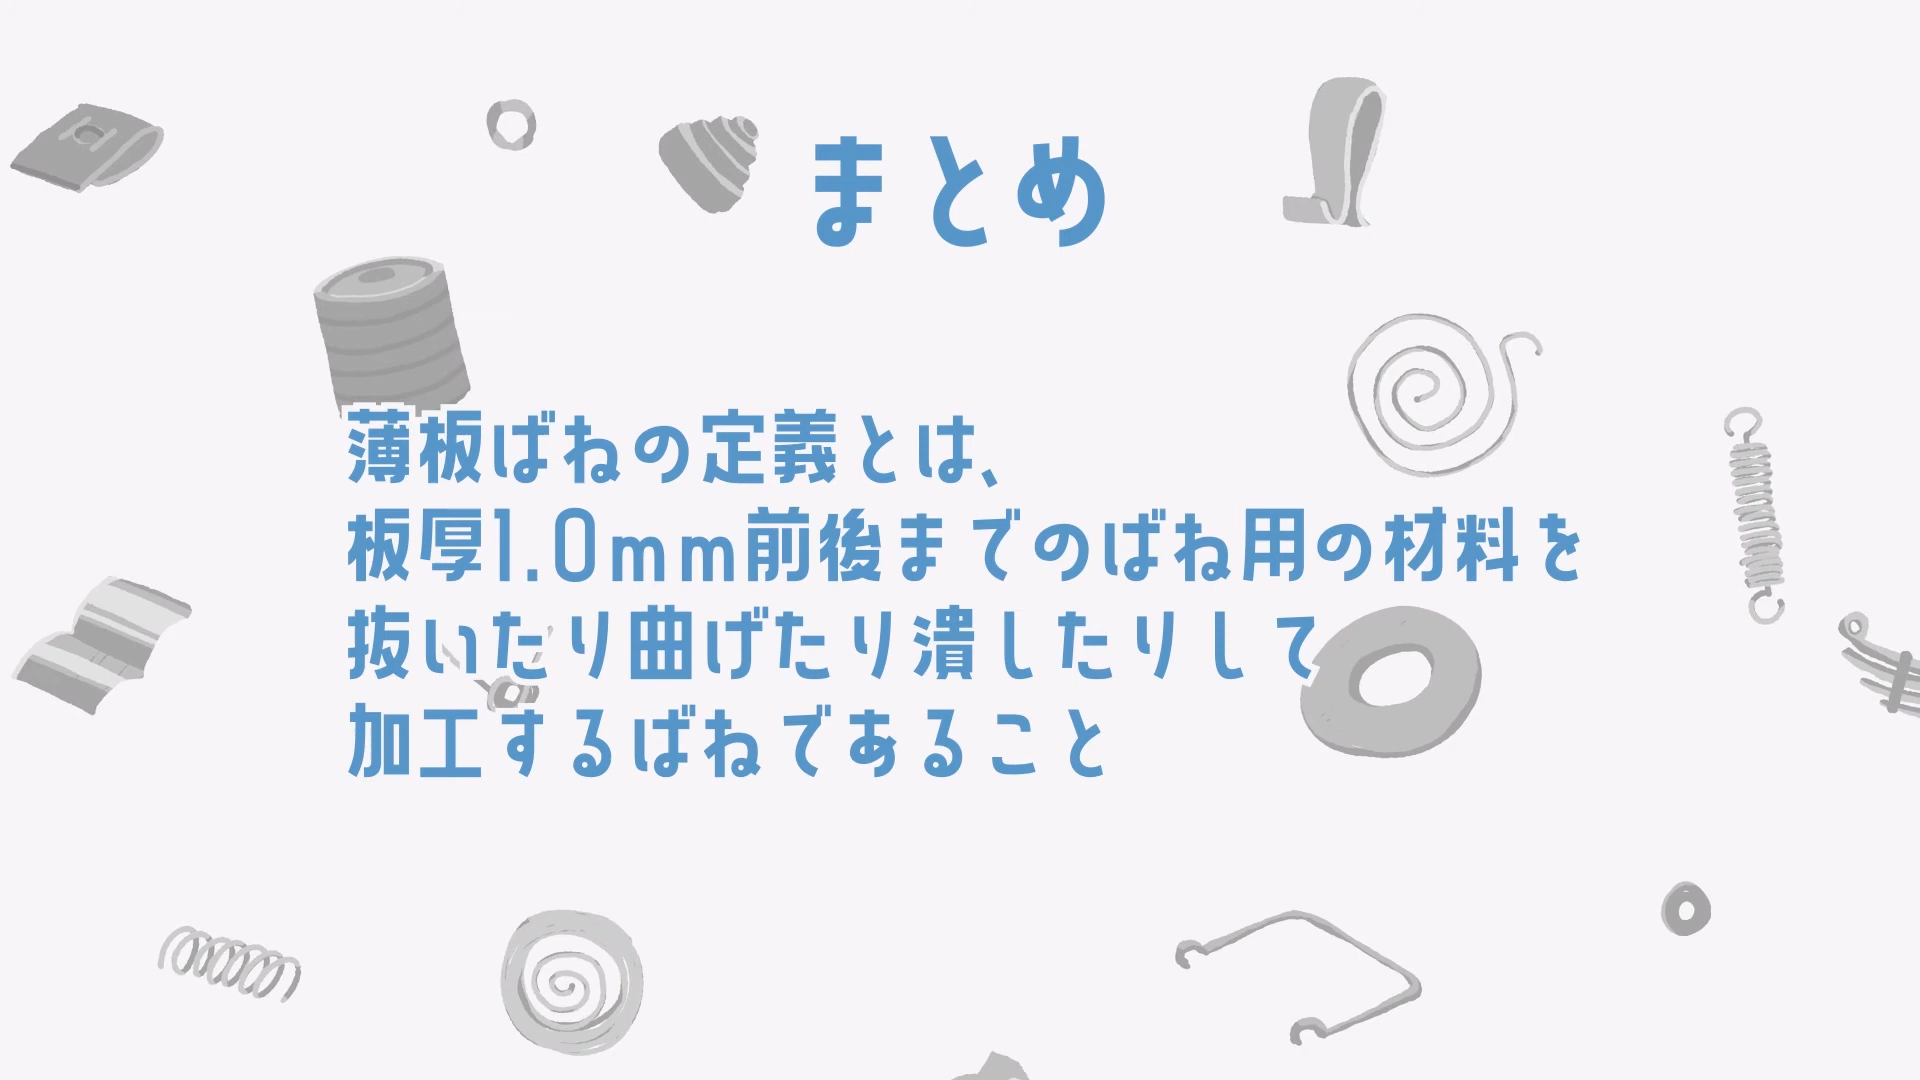 まとめ
薄板ばねの定義とは、
板厚1.0mm前後までのばね用の材料を
抜いたり曲げたり潰したりして
加工するばねであること